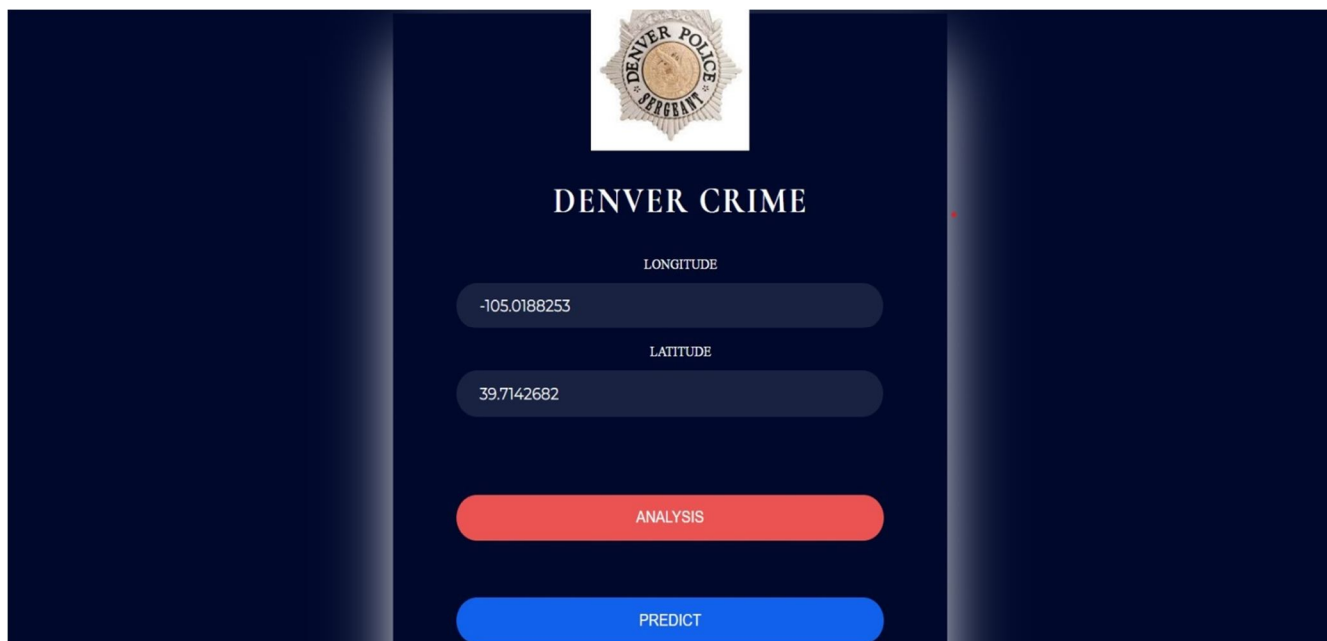 DENVER POLICE
SERGEANT
DENVER CRIME
LONGITUDE
-105.0188253
LATITUDE
39.7142682
ANALYSIS
PREDICT